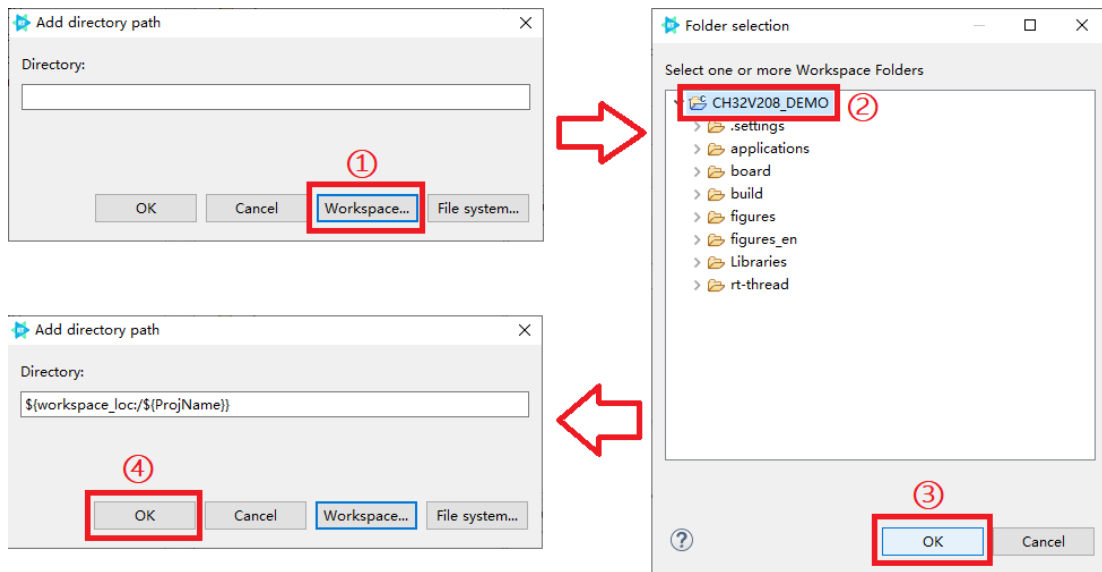 Add directory path
Directory:
①
OK Cancel Workspace... File system...
Folder selection
Select one or more Workspace Folders
CH32V208_DEMO ②
.settings
applications
board
build
figures
figures_en
Libraries
rt-thread
③
OK Cancel
Add directory path
Directory:
${workspace_loc:/${ProjName}}
④
OK Cancel Workspace... File system...